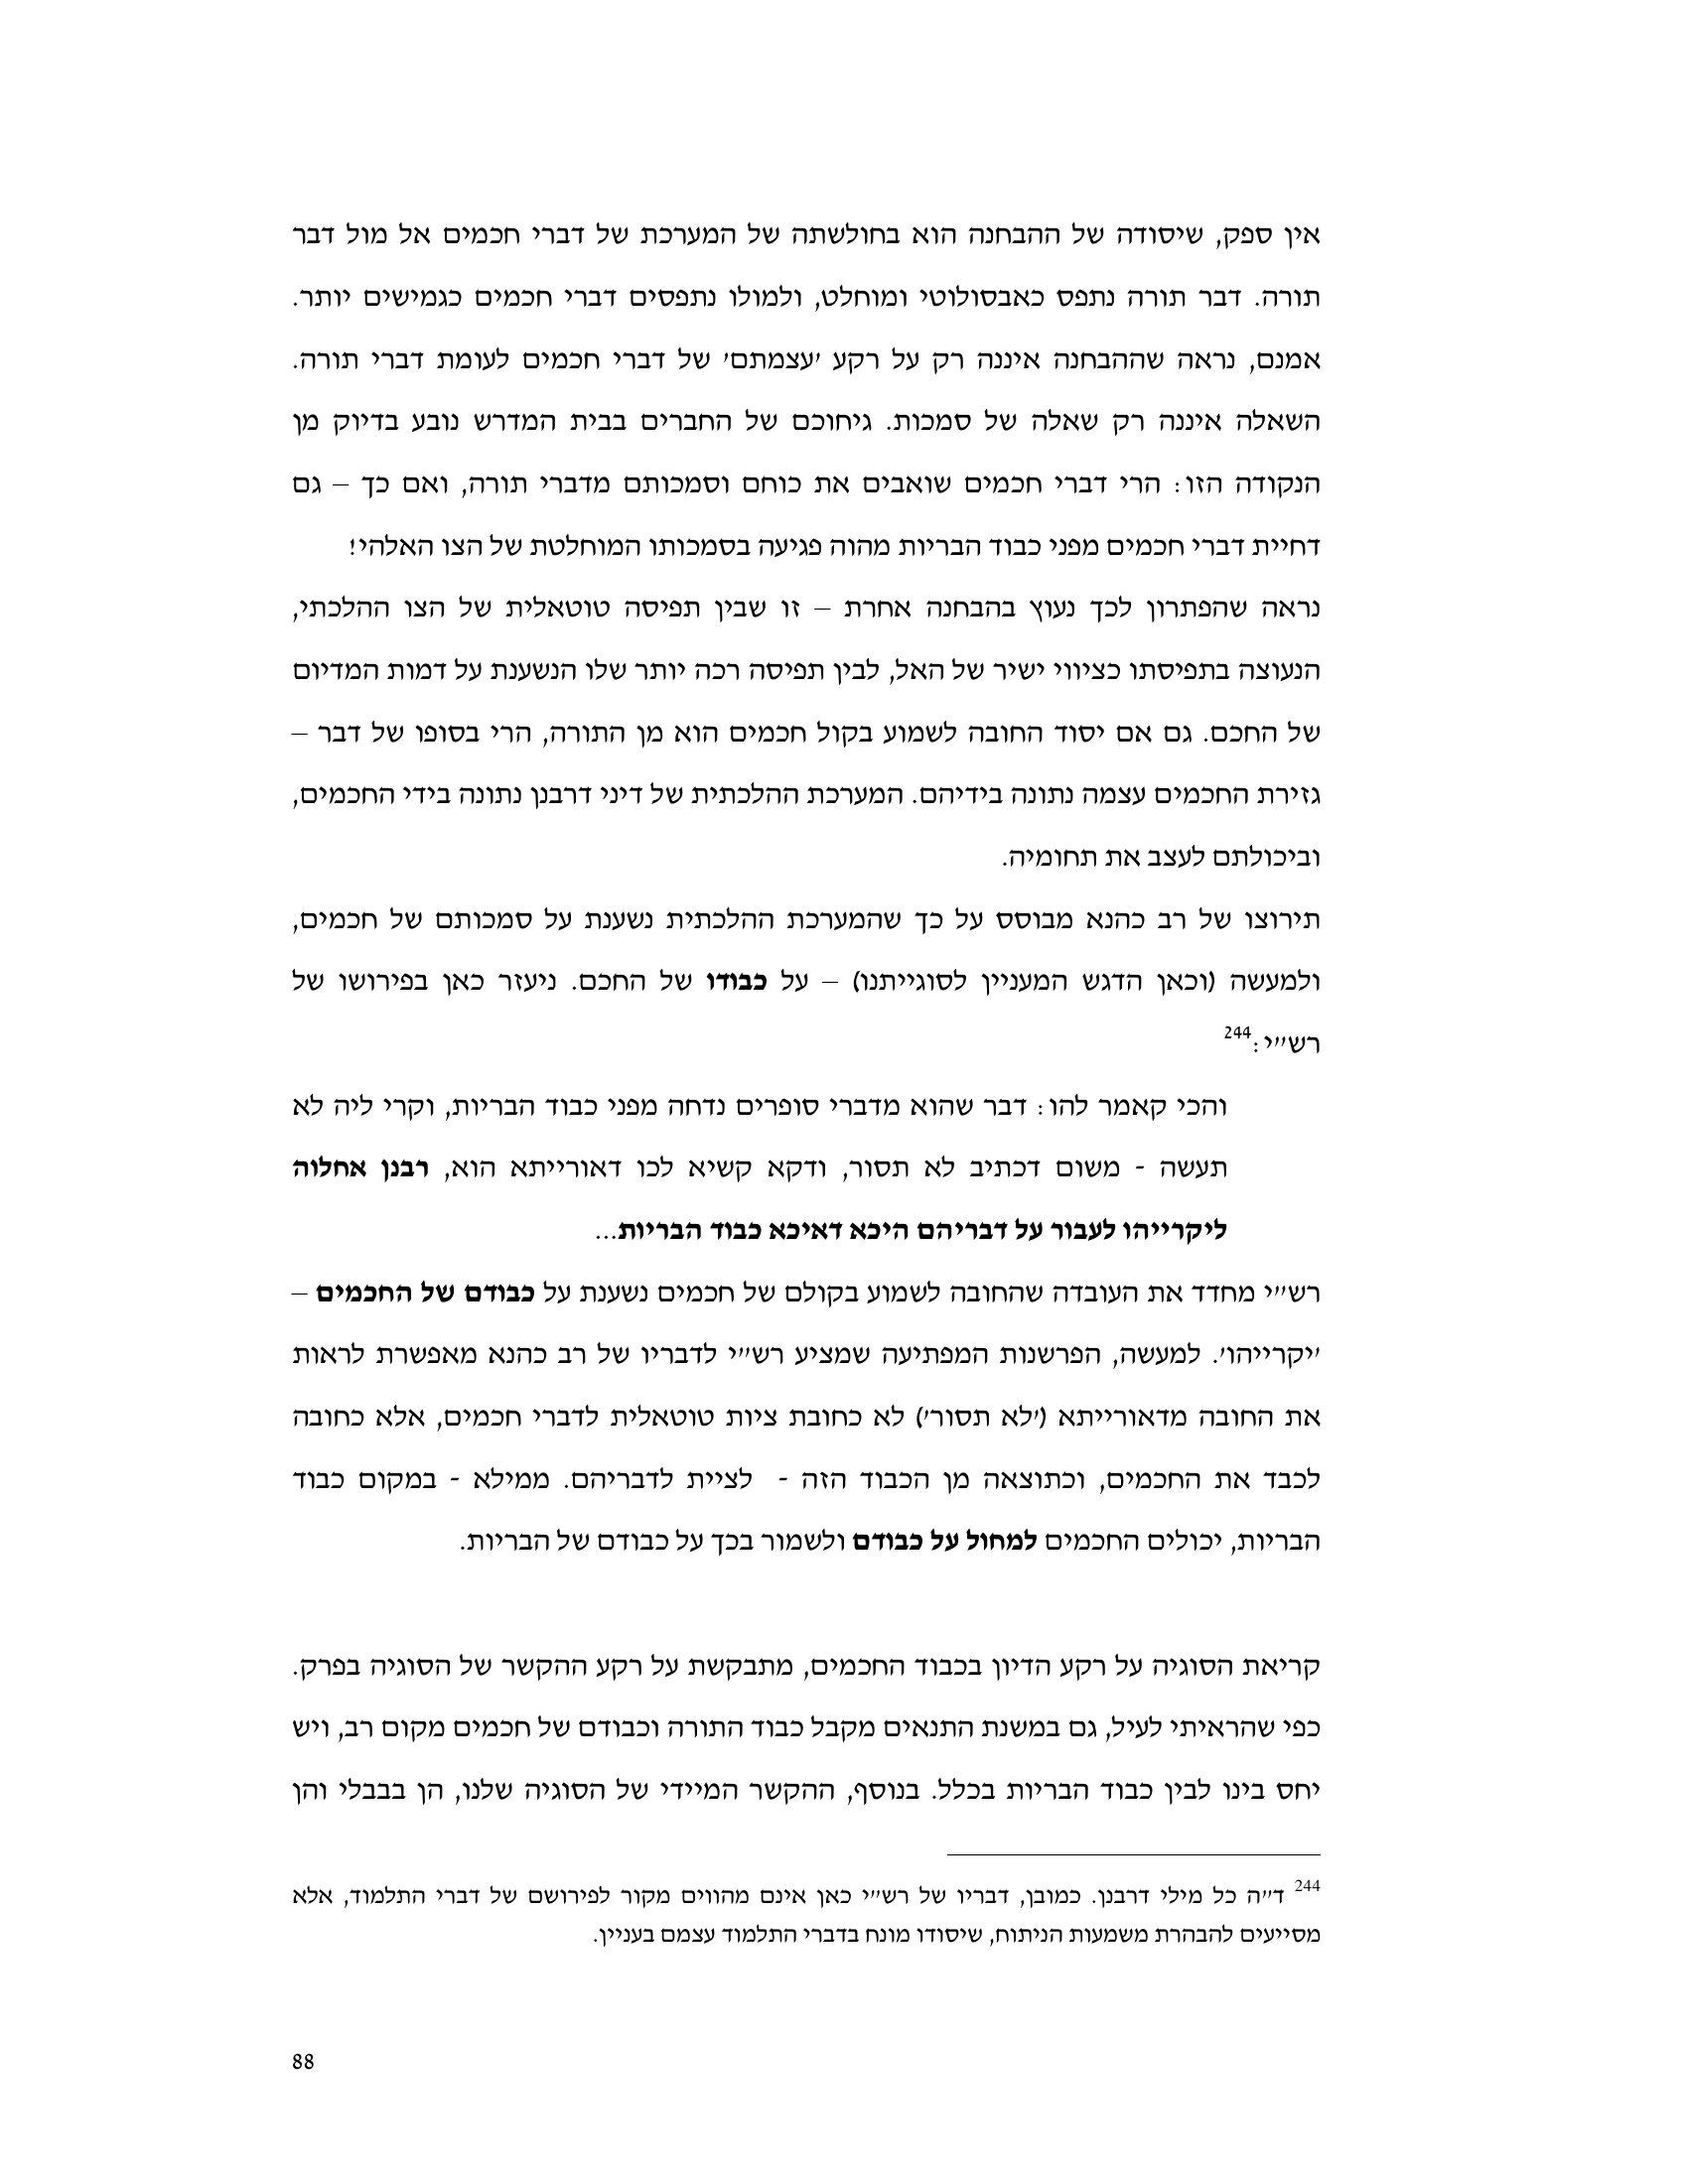 אין ספק, שיסודה של ההבחנה הוא בחולשתה של המערכת של דברי חכמים אל מול דבר
תורה. דבר תורה נתפס כאבסולוטי ומוחלט, ולמולו נתפסים דברי חכמים כגמישים יותר.
אמנם, נראה שההבחנה איננה רק על רקע 'עצמתם' של דברי חכמים לעומת דברי תורה.
השאלה איננה רק שאלה של סמכות. גיחוכם של החברים בבית המדרש נובע בדיוק מן
הנקודה הזו: הרי דברי חכמים שואבים את כוחם וסמכותם מדברי תורה, ואם כך – גם
דחיית דברי חכמים מפני כבוד הבריות מהוה פגיעה בסמכותו המוחלטת של הצו האלהי!
נראה שהפתרון לכך נעוץ בהבחנה אחרת – זו שבין תפיסה טוטאלית של הצו ההלכתי,
הנעוצה בתפיסתו כציווי ישיר של האל, לבין תפיסה רכה יותר שלו הנשענת על דמות המדיום
של החכם. גם אם יסוד החובה לשמוע בקול חכמים הוא מן התורה, הרי בסופו של דבר –
גזירת החכמים עצמה נתונה בידיהם. המערכת ההלכתית של דיני דרבנן נתונה בידי החכמים,
וביכולתם לעצב את תחומיה.
תירוצו של רב כהנא מבוסס על כך שהמערכת ההלכתית נשענת על סמכותם של חכמים,
ולמעשה (וכאן הדגש המעניין לסוגייתנו) – על כבודו של החכם. ניעזר כאן בפירושו של
רש"י:244
והכי קאמר להו: דבר שהוא מדברי סופרים נדחה מפני כבוד הבריות, וקרי ליה לא
תעשה - משום דכתיב לא תסור, ודקא קשיא לכו דאורייתא הוא, רבנן אחלוה
ליקרייהו לעבור על דבריהם היכא דאיכא כבוד הבריות...
רש"י מחדד את העובדה שהחובה לשמוע בקולם של חכמים נשענת על כבודם של החכמים –
'יקרייהו'. למעשה, הפרשנות המפתיעה שמציע רש"י לדבריו של רב כהנא מאפשרת לראות
את החובה מדאורייתא ('לא תסור') לא כחובת ציות טוטאלית לדברי חכמים, אלא כחובה
לכבד את החכמים, וכתוצאה מן הכבוד הזה - לציית לדבריהם. ממילא - במקום כבוד
הבריות, יכולים החכמים למחול על כבודם ולשמור בכך על כבודם של הבריות.
קריאת הסוגיה על רקע הדיון בכבוד החכמים, מתבקשת על רקע ההקשר של הסוגיה בפרק.
כפי שהראיתי לעיל, גם במשנת התנאים מקבל כבוד התורה וכבודם של חכמים מקום רב, ויש
יחס בינו לבין כבוד הבריות בכלל. בנוסף, ההקשר המיידי של הסוגיה שלנו, הן בבבלי והן
244 ד"ה כל מילי דרבנן. כמובן, דבריו של רש"י כאן אינם מהווים מקור לפירושם של דברי התלמוד, אלא
מסייעים להבהרת משמעות הניתוח, שיסודו מונח בדברי התלמוד עצמם בעניין.
88